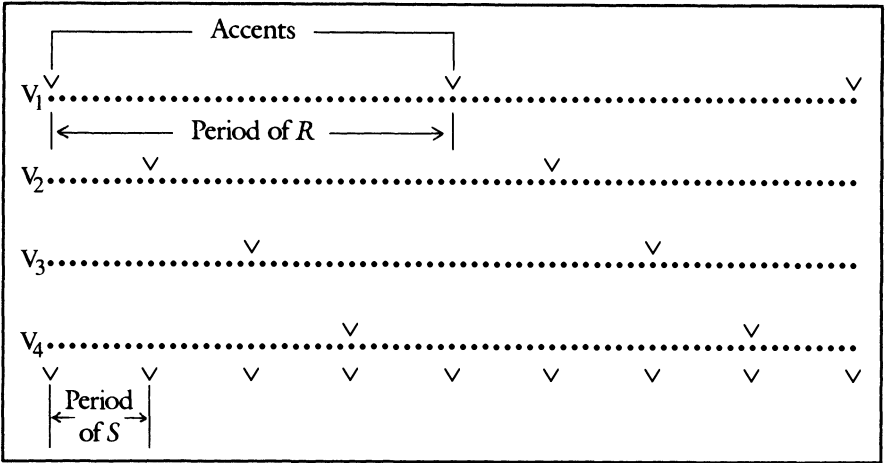 Accents
V1
Period of R
V2
V3
V4
Period
of S